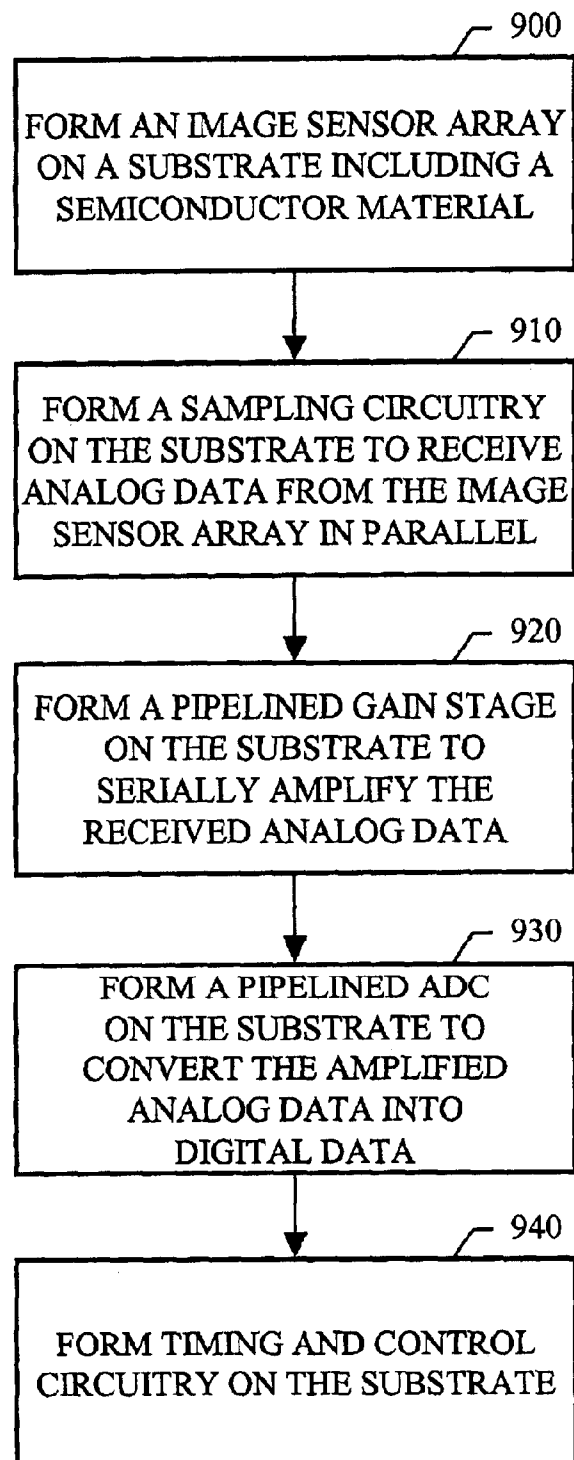 900
FORM AN IMAGE SENSOR ARRAY
ON A SUBSTRATE INCLUDING A
SEMICONDUCTOR MATERIAL
910
FORM A SAMPLING CIRCUITRY
ON THE SUBSTRATE TO RECEIVE
ANALOG DATA FROM THE IMAGE
SENSOR ARRAY IN PARALLEL
920
FORM A PIPELINED GAIN STAGE
ON THE SUBSTRATE TO
SERIALLY AMPLIFY THE
RECEIVED ANALOG DATA
930
FORM A PIPELINED ADC
ON THE SUBSTRATE TO
CONVERT THE AMPLIFIED
ANALOG DATA INTO
DIGITAL DATA
940
FORM TIMING AND CONTROL
CIRCUITRY ON THE SUBSTRATE